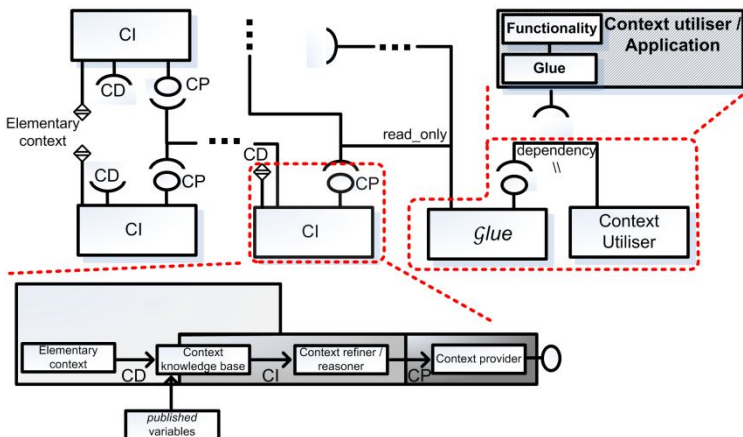 CI
CD
CP
Elementary
context
CD
CP
CI
CD
CP
CI
read_only
Functionality
Glue
Context utiliser /
Application
dependency
\\
Glue
Context
Utiliser
Elementary
context
CD
Context
knowledge base
CI
Context refiner /
reasoner
CP
Context provider
published
variables